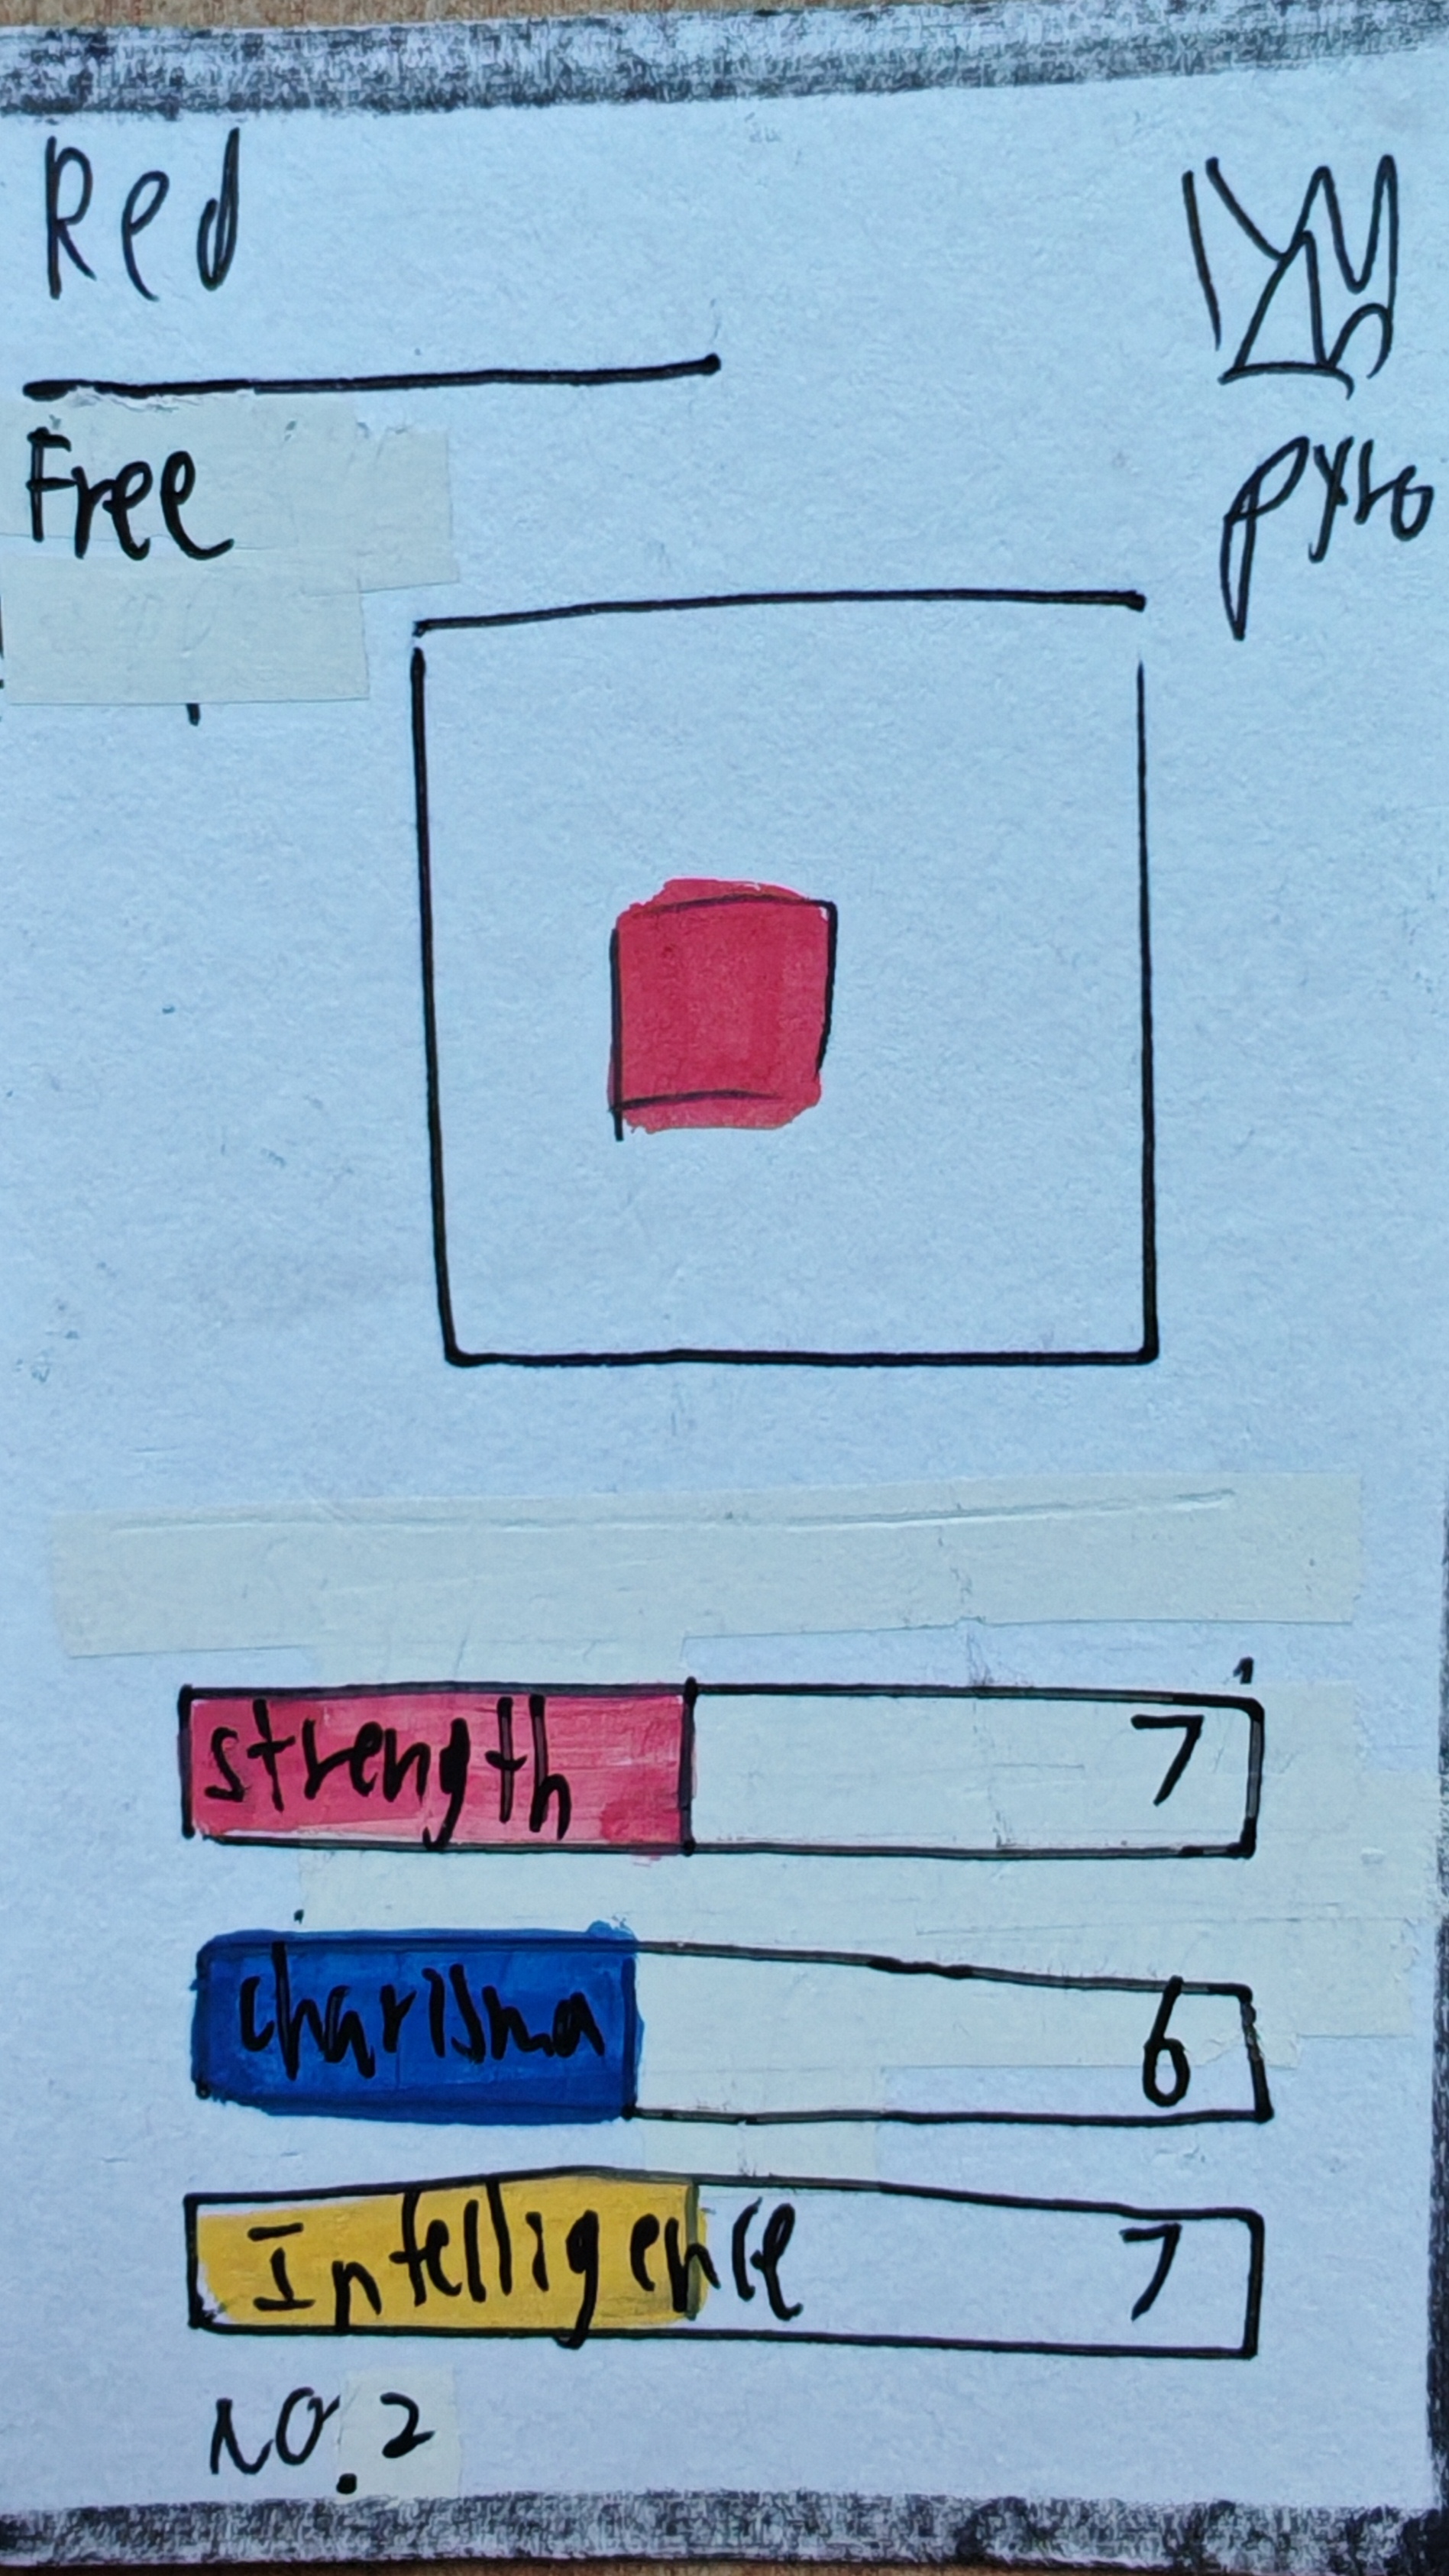 Red
Free
pyro
strength 7
charisma 6
Intelligence 7
NO. 2